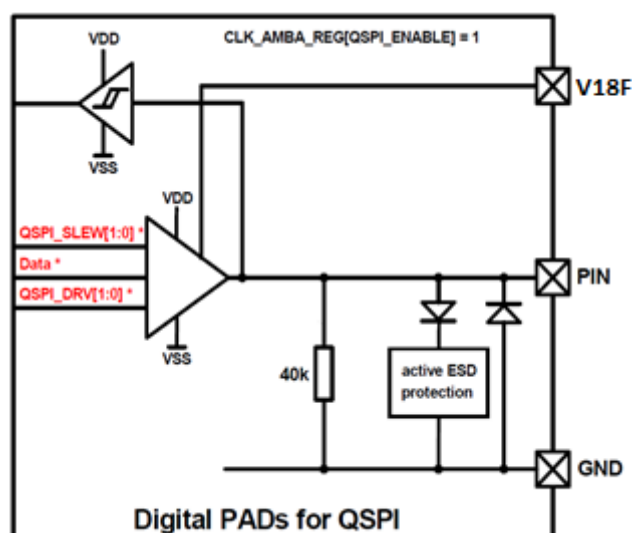 CLK_AMBA_REG[QSPI_ENABLE] = 1
VDD
V18F
VSS
VDD
QSPI_SLEW[1:0] *
Data *
QSPI_DRV[1:0] *
PIN
VSS
40k
active ESD
protection
GND
Digital PADs for QSPI